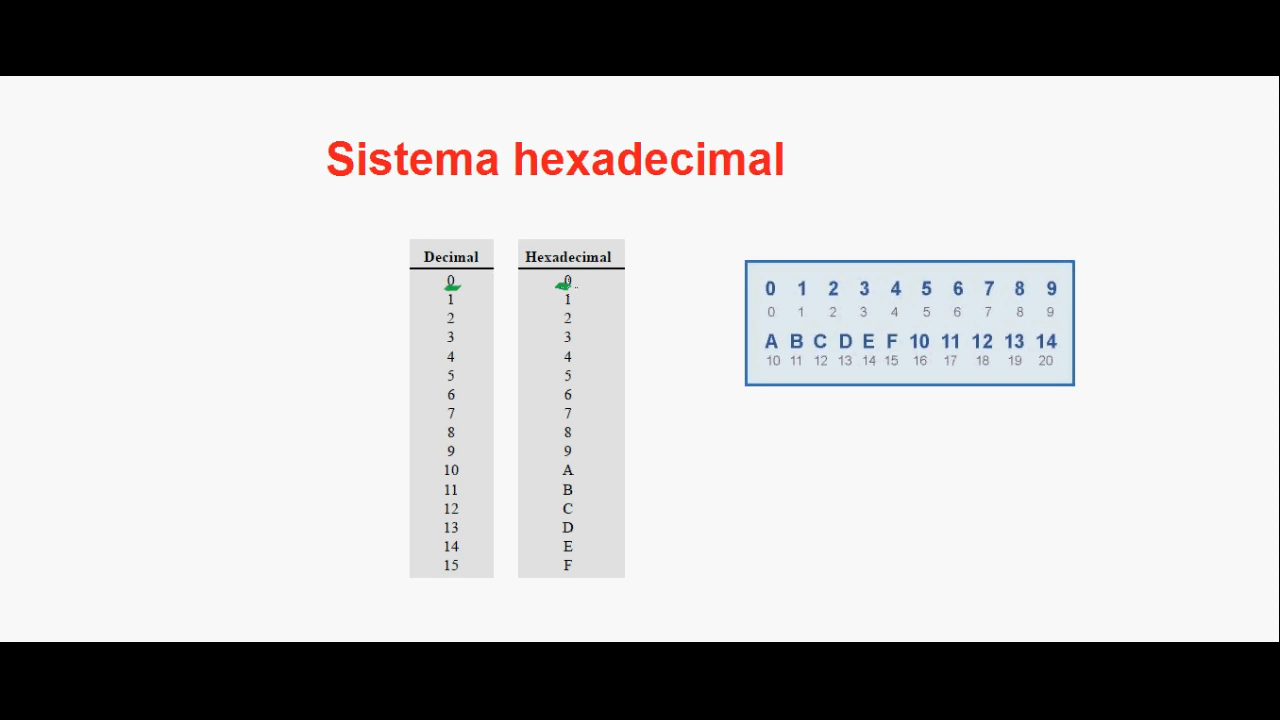 Sistema hexadecimal
Decimal
0
1
2
3
4
5
6
7
8
9
10
11
12
13
14
15
Hexadecimal
0
1
2
3
4
5
6
7
8
9
A
B
C
D
E
F
0 1 2 3 4 5 6 7 8 9
0 1 2 3 4 5 6 7 8 9
A B C D E F 10 11 12 13 14
10 11 12 13 14 15 16 17 18 19 20